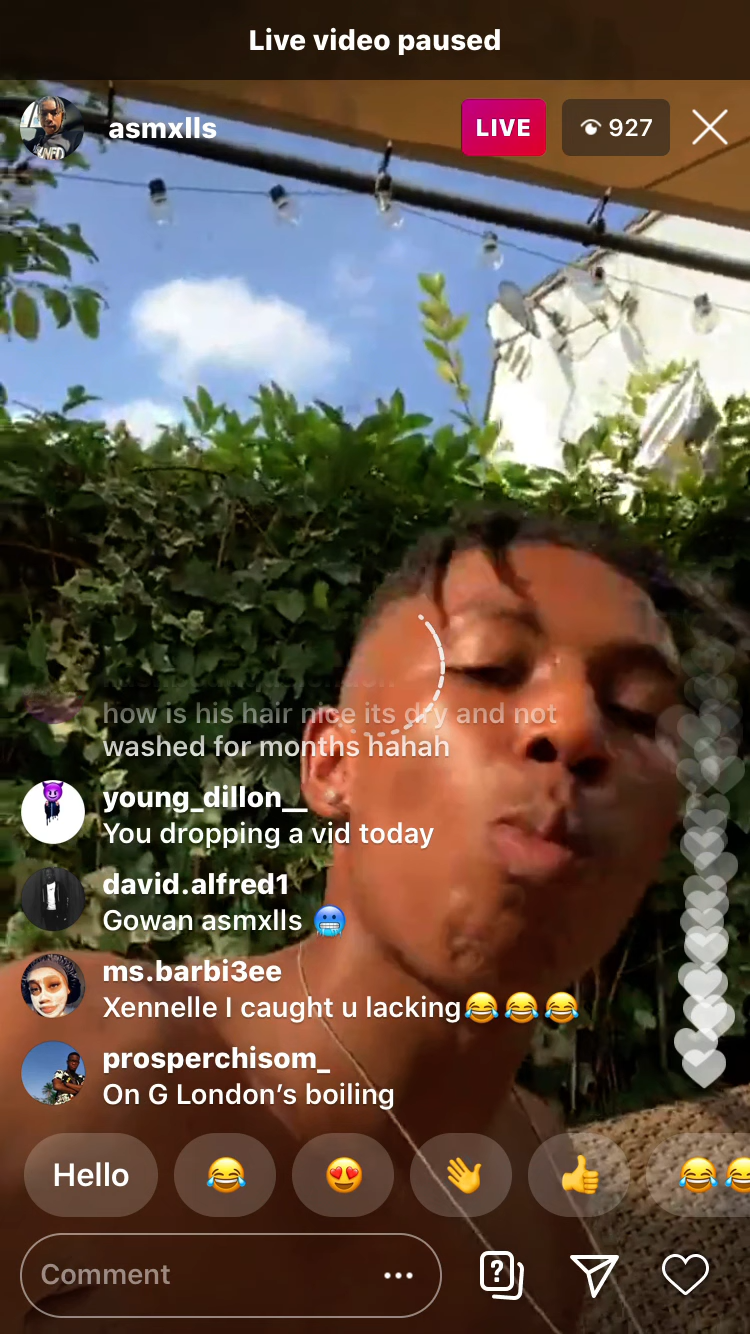 Live video paused
asmxlls
LIVE
927
how is his hair nice its dry and not
washed for months hahah
young_dillon__
You dropping a vid today
david.alfred1
Gowan asmxlls 🥶
ms.barbi3ee
Xennelle I caught u lacking😂😂😂
prosperchisom_
On G London’s boiling
Hello
😂
😍
👋
👍
😂😂
Comment